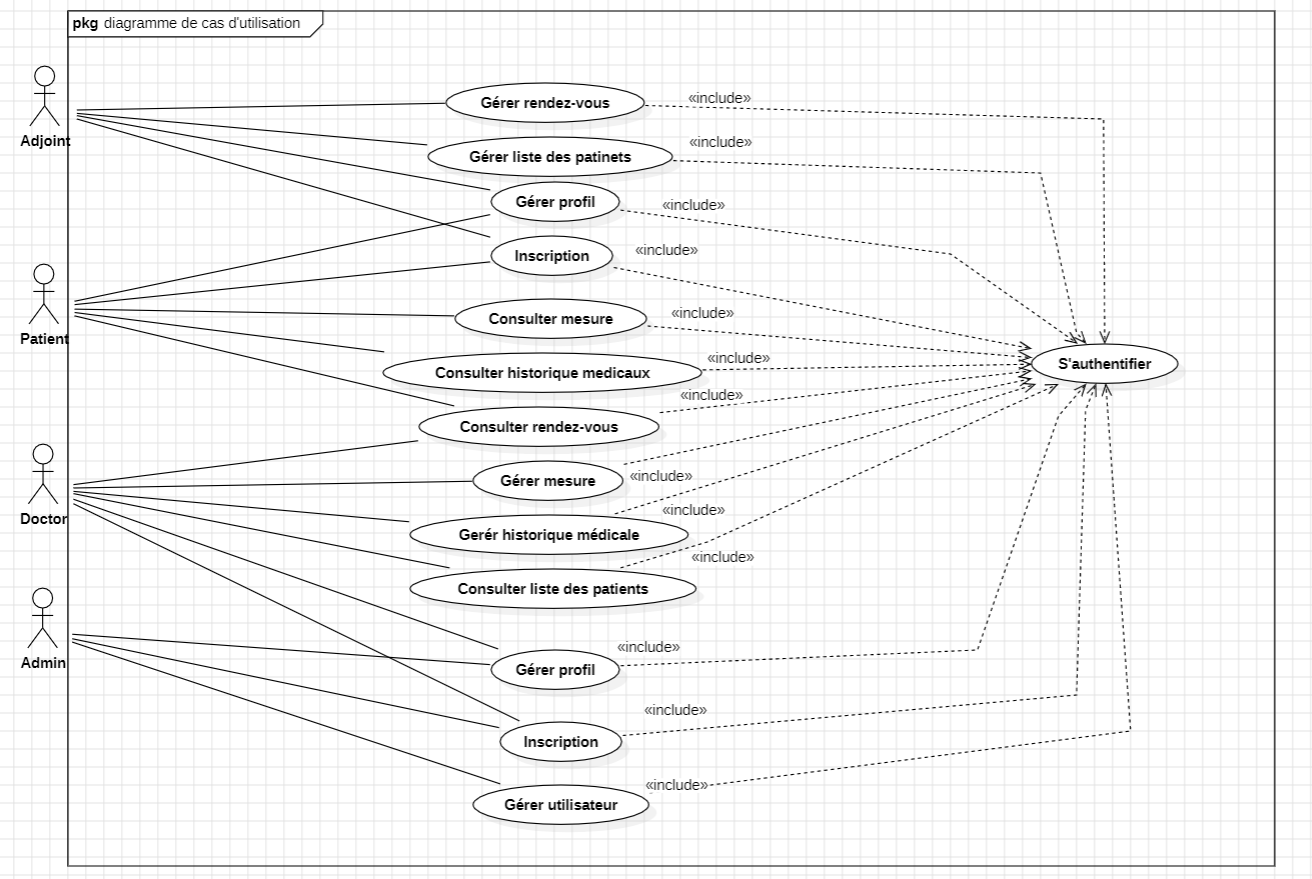 pkg diagramme de cas d'utilisation
Adjoint
Gérer rendez-vous
«include»
Gérer liste des patinets
«include»
Gérer profil
«include»
Inscription
«include»
Patient
Consulter mesure
«include»
Consulter historique medicaux
«include»
S'authentifier
Consulter rendez-vous
«include»
Doctor
Gérer mesure
«include»
Gerér historique médicale
«include»
Consulter liste des patients
«include»
Admin
Gérer profil
«include»
Inscription
«include»
Gérer utilisateur
«include»